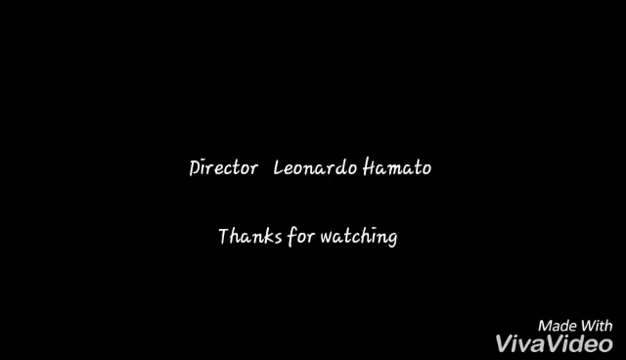 Director Leonardo Hamato
Thanks for watching
Made With
VivaVideo